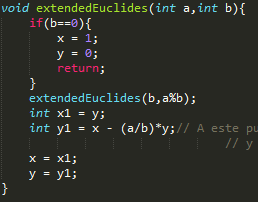 void extendedEuclides(int a,int b){
if(b==0){
x = 1;
y = 0;
return;
}
extendedEuclides(b,a%b);
int x1 = y;
int y1 = x - (a/b)*y;// A este pu
// y
x = x1;
y = y1;
}